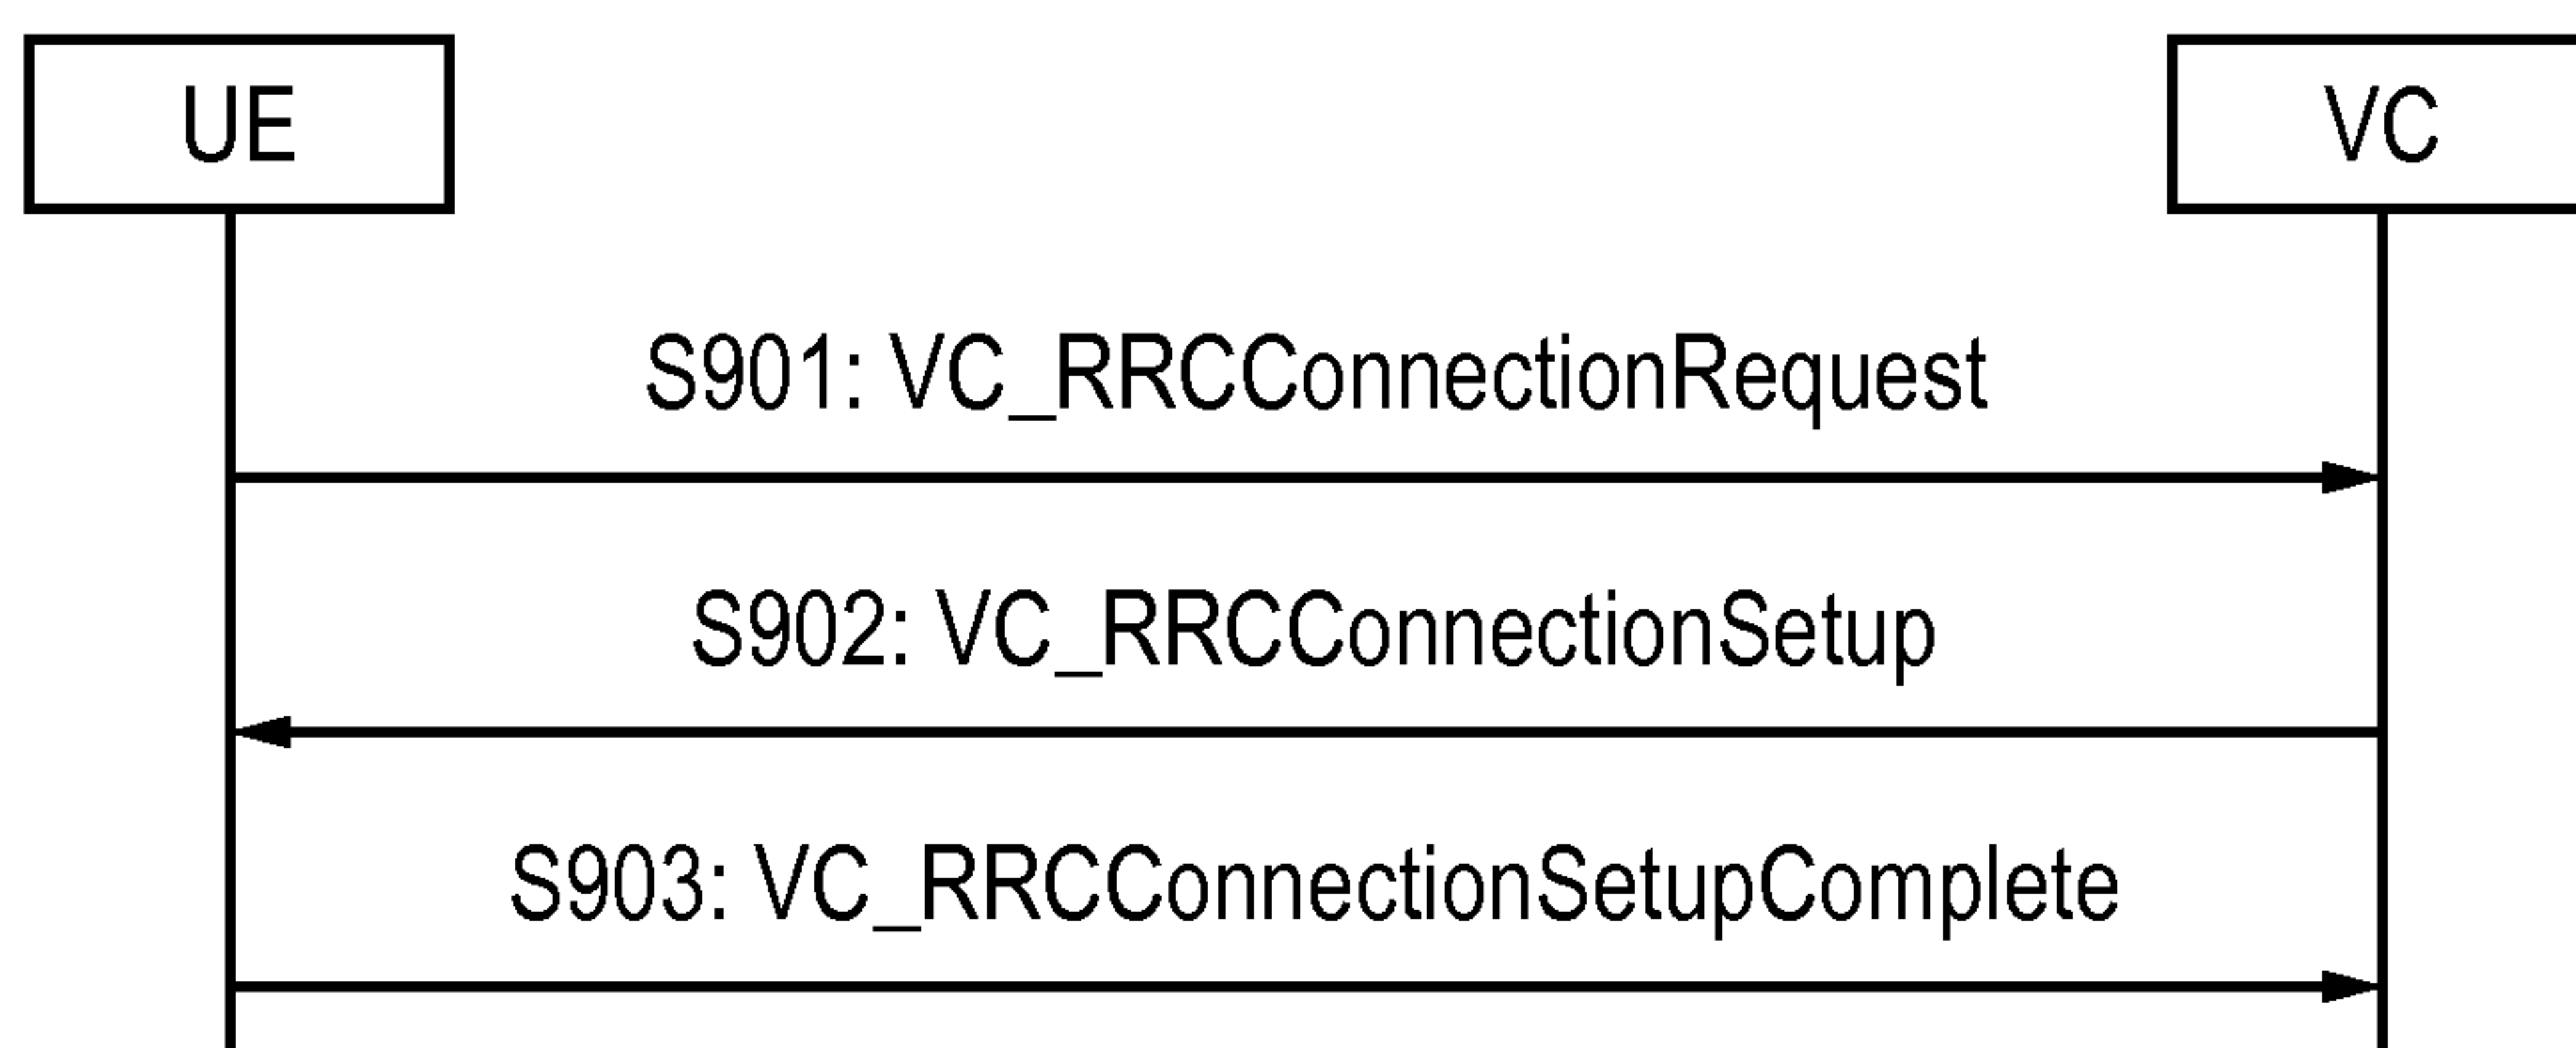 UE
VC
S901: VC_RRCConnectionRequest
S902: VC_RRCConnectionSetup
S903: VC_RRCConnectionSetupComplete